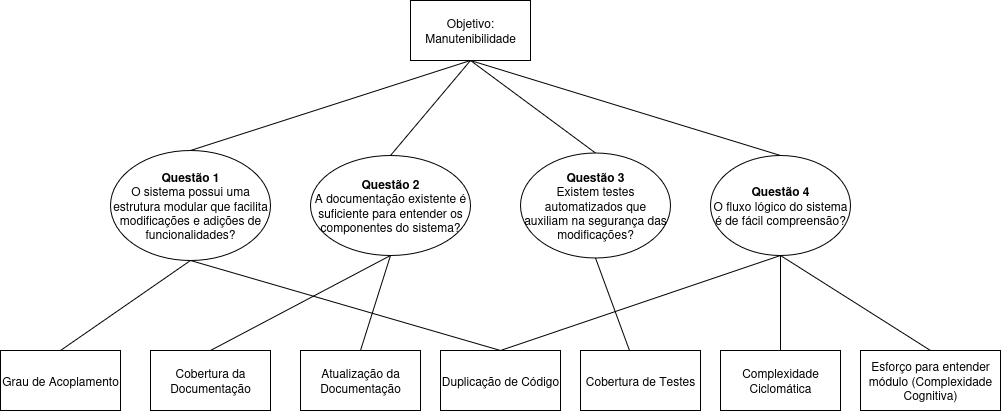 Objetivo:
Manutenibilidade
Questão 1
O sistema possui uma
estrutura modular que facilita
modificações e adições de
funcionalidades?
Questão 2
A documentação existente é
suficiente para entender os
componentes do sistema?
Questão 3
Existem testes
automatizados que
auxiliam na segurança das
modificações?
Questão 4
O fluxo lógico do sistema
é de fácil compreensão?
Grau de Acoplamento
Cobertura da
Documentação
Atualização da
Documentação
Duplicação de Código
Cobertura de Testes
Complexidade
Ciclomática
Esforço para entender
módulo (Complexidade
Cognitiva)